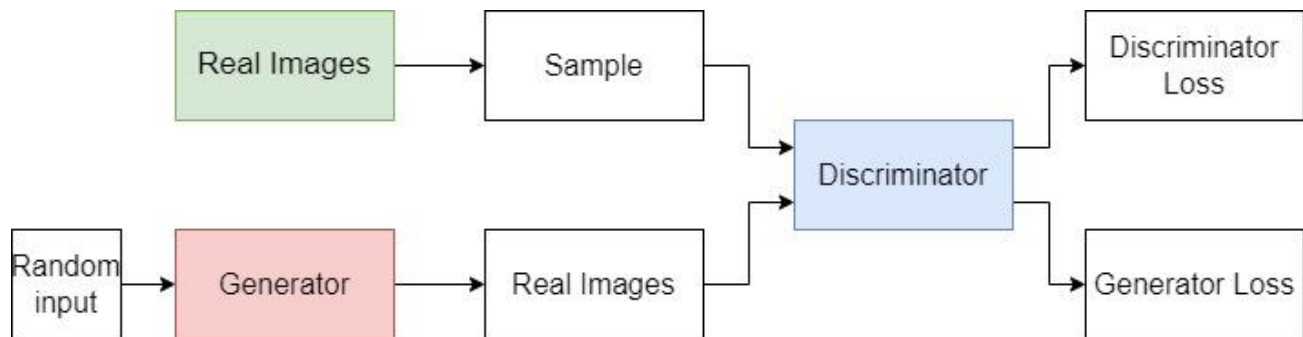 Real Images
Sample
Discriminator
Loss
Discriminator
Random
input
Generator
Real Images
Generator Loss